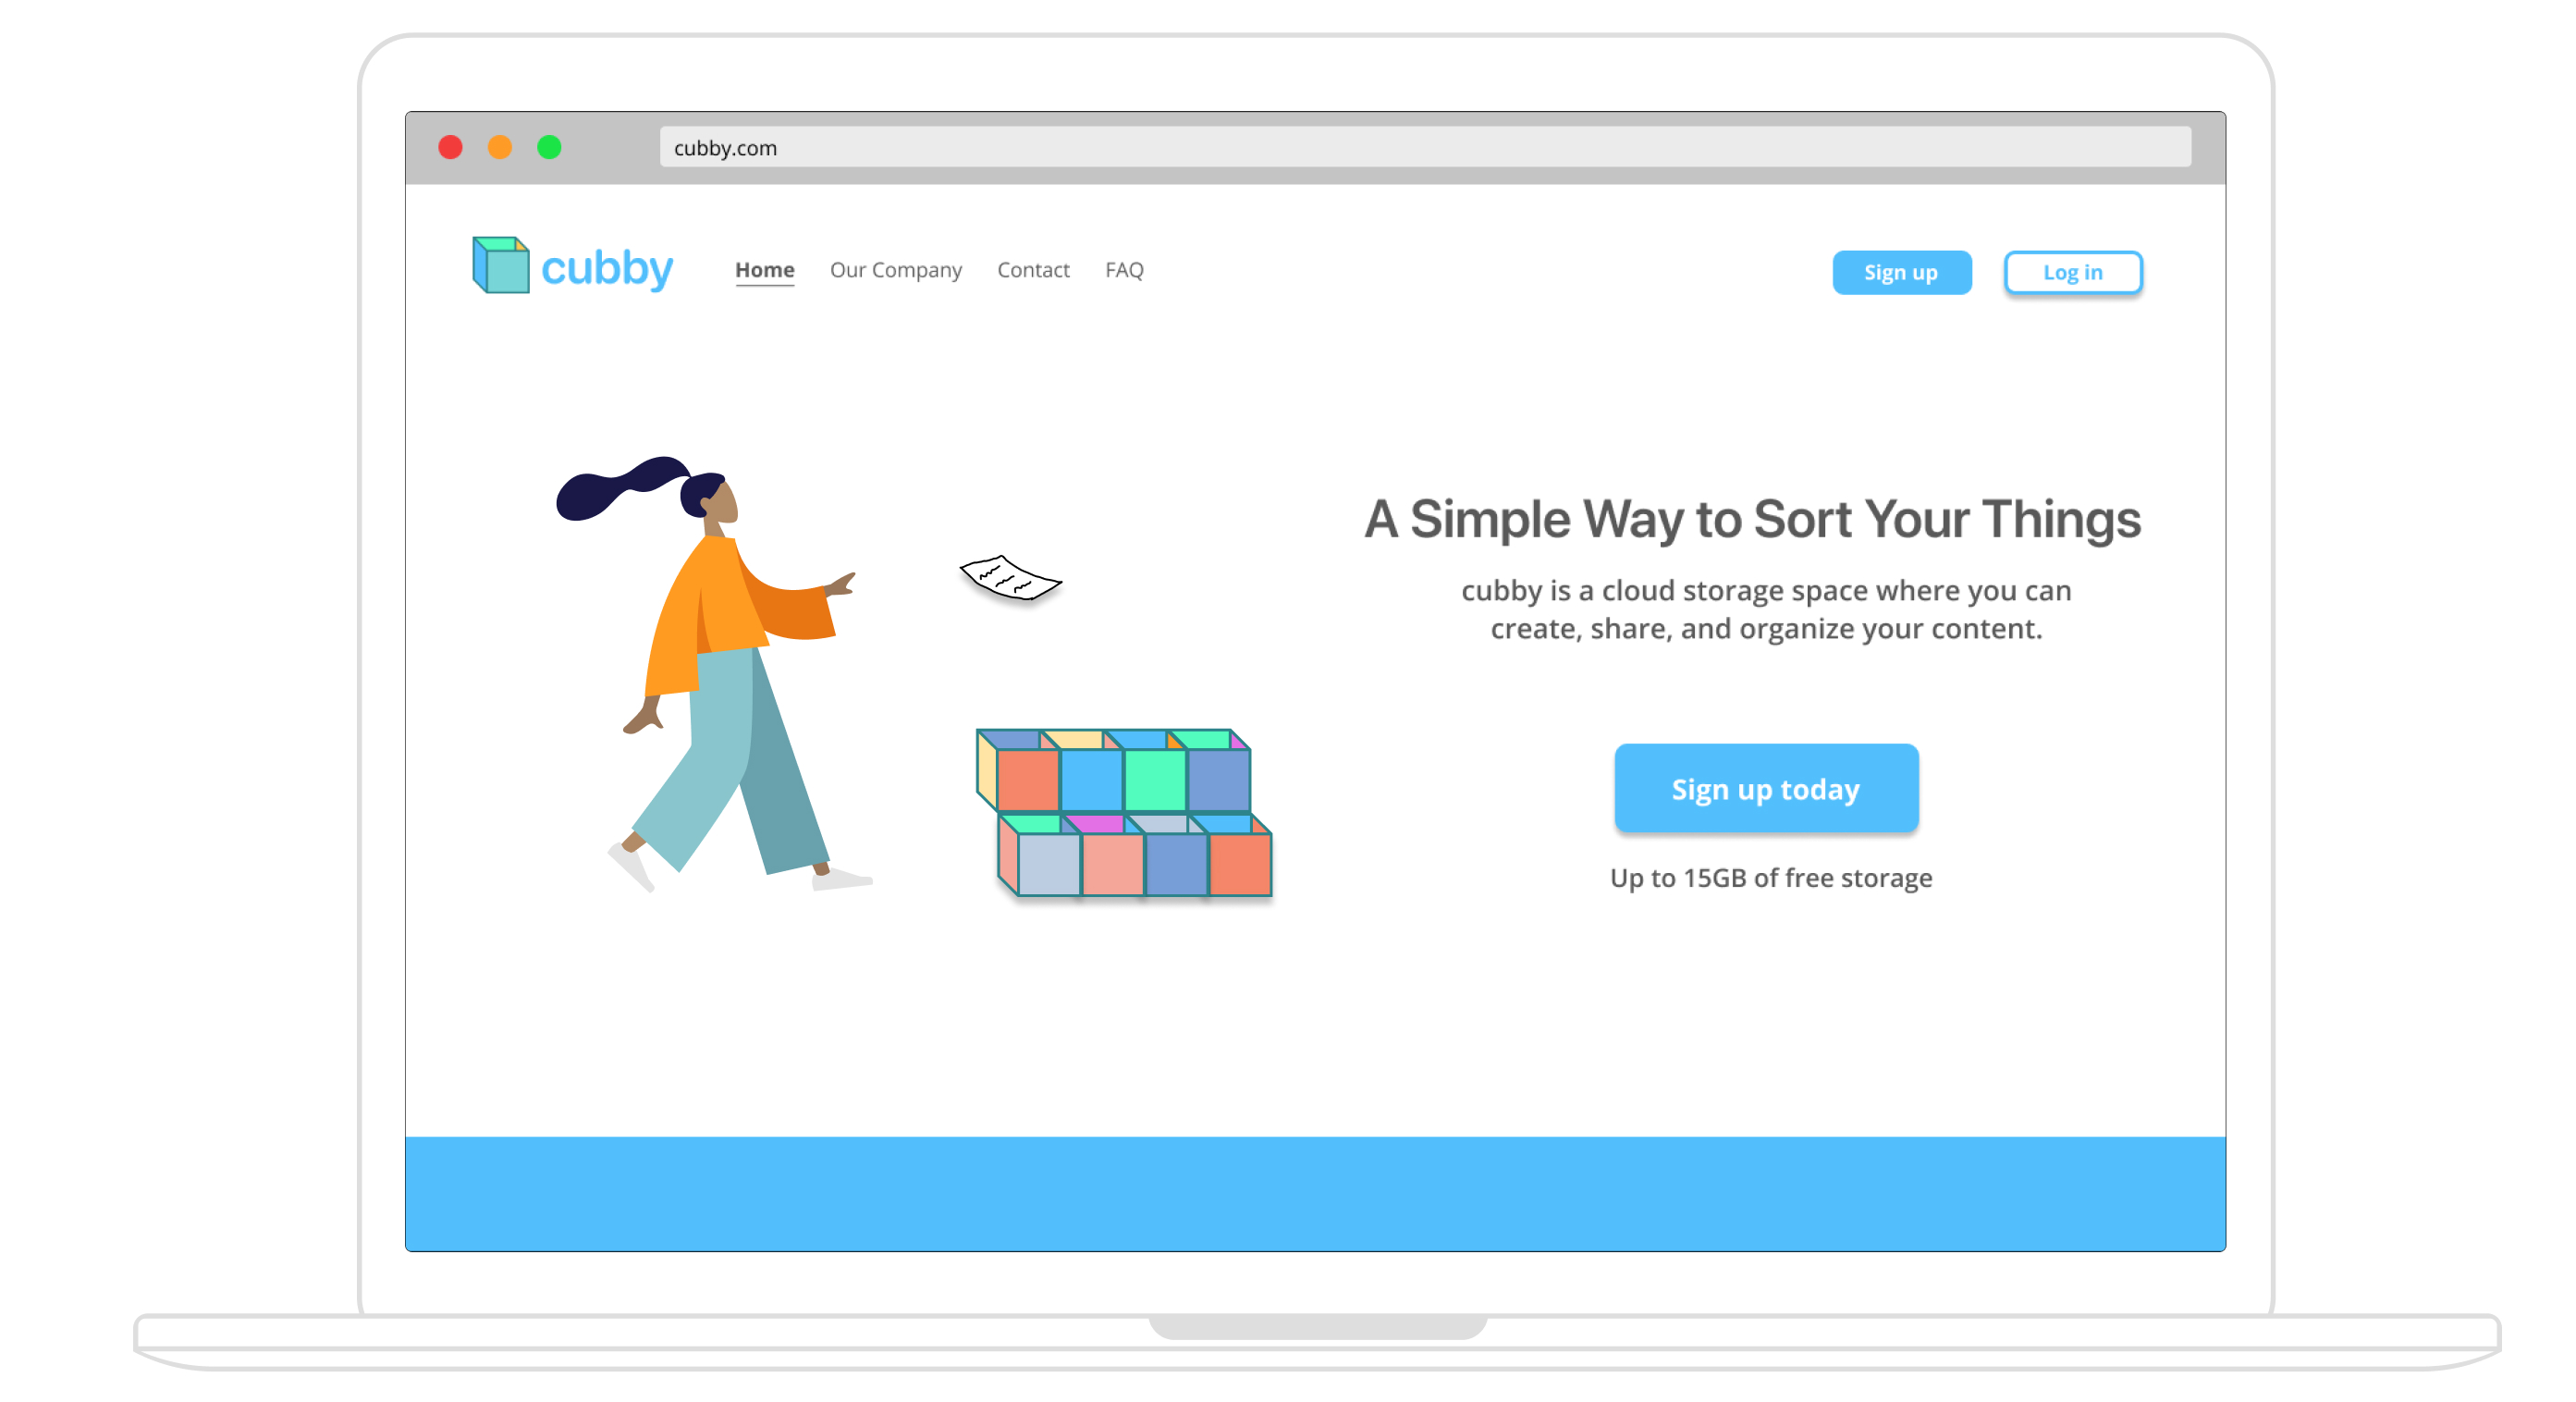 cubby.com
cubby
Home Our Company Contact FAQ
Sign up Log in
A Simple Way to Sort Your Things
cubby is a cloud storage space where you can
create, share, and organize your content.
Sign up today
Up to 15GB of free storage